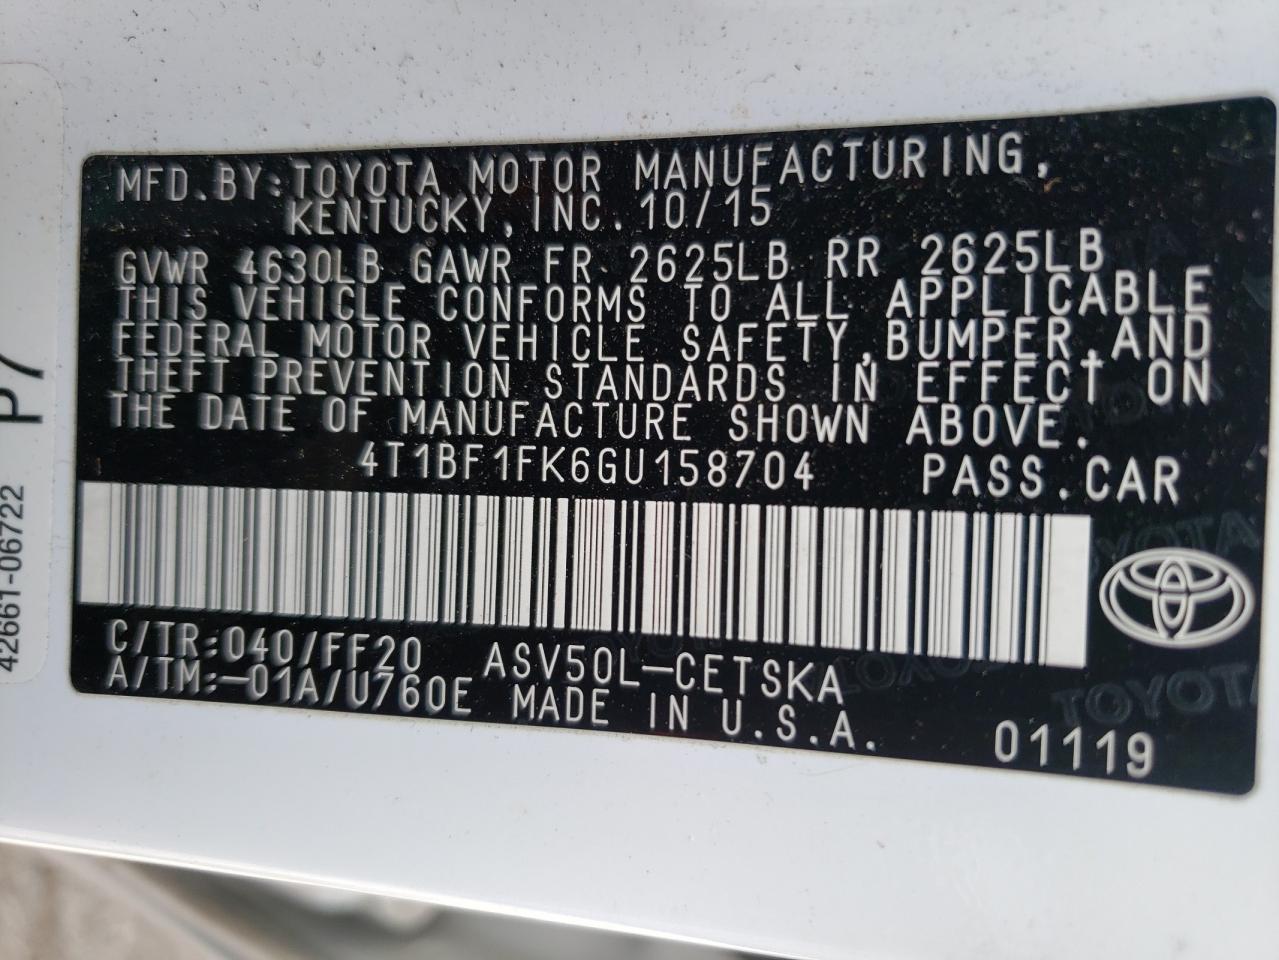 MFD.BY:TOYOTA MOTOR MANUFACTURING,
KENTUCKY,INC.10/15
GVWR 4630LB GAWR FR 2625LB RR 2625LB
THIS VEHICLE CONFORMS TO ALL APPLICABLE
FEDERAL MOTOR VEHICLE SAFETY,BUMPER,AND
THEFT PREVENTION STANDARDS IN EFFECT ON
THE DATE OF MANUFACTURE SHOWN ABOVE.
4T1BF1FK6GU158704 PASS.CAR
C/TR:040/FF20 ASV50L-CETSKA
A/TM:-01A/U760E MADE IN U.S.A.
01119
TOYOTA
TOYOTA
42661-06722 P7